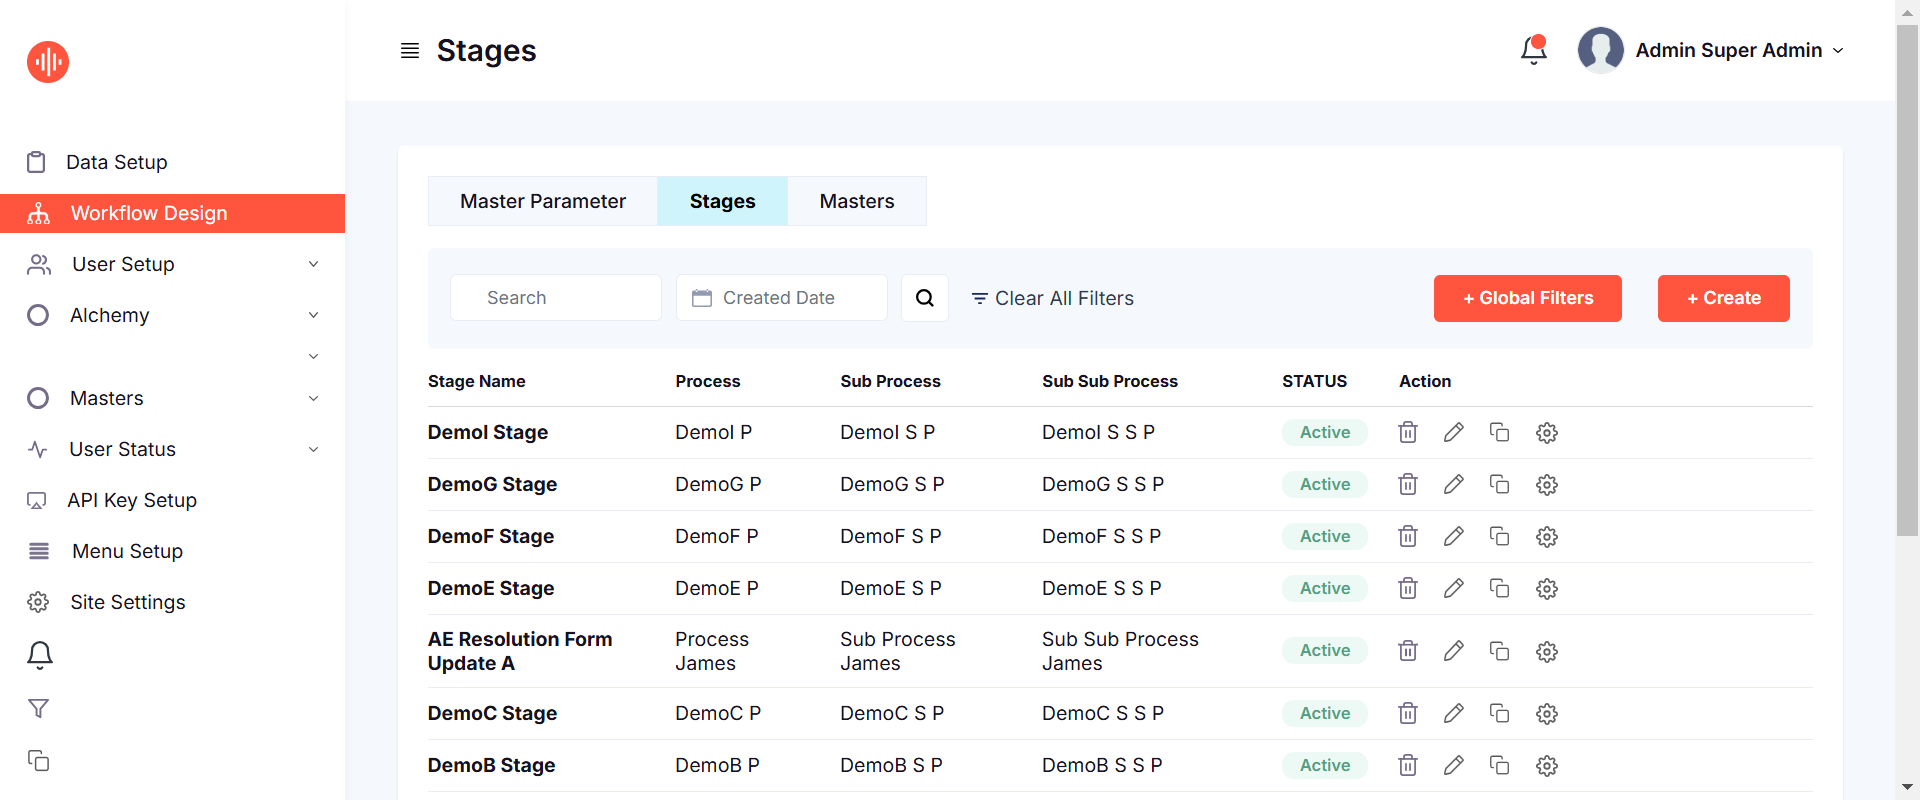 Stages
Admin Super Admin
Data Setup
Workflow Design
User Setup
Alchemy
Masters
User Status
API Key Setup
Menu Setup
Site Settings
Master Parameter Stages Masters
Search Created Date Clear All Filters + Global Filters + Create
Stage Name Process Sub Process Sub Sub Process STATUS Action
DemoI Stage DemoI P DemoI S P DemoI S S P Active
DemoG Stage DemoG P DemoG S P DemoG S S P Active
DemoF Stage DemoF P DemoF S P DemoF S S P Active
DemoE Stage DemoE P DemoE S P DemoE S S P Active
AE Resolution Form Process Sub Process Sub Sub Process Active
Update A James James James
DemoC Stage DemoC P DemoC S P DemoC S S P Active
DemoB Stage DemoB P DemoB S P DemoB S S P Active